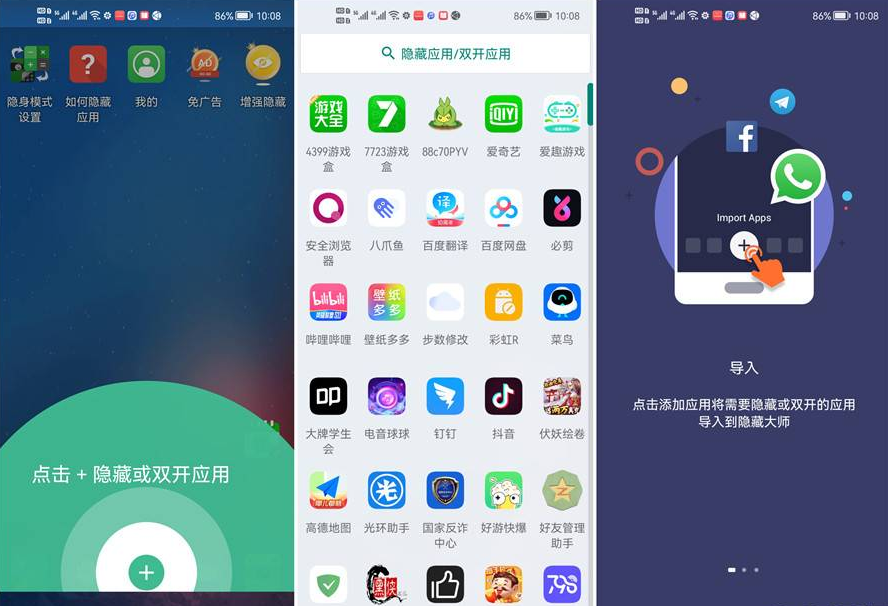 86% 10:08
隐身模式
设置
如何隐藏
应用
我的
AD
免广告
增强隐藏
点击 + 隐藏或双开应用
86% 10:08
隐藏应用/双开应用
游戏
大全
4399游戏
盒
7
7723游戏
盒
88c70PYV
iQIYI
爱奇艺
爱趣游戏
安全浏览
器
八爪鱼
译
百度翻译
百度网盘
必剪
bilibili
哔哩哔哩
壁纸
多多
壁纸多多
步数修改
彩虹R
菜鸟
DP
大牌学生
会
电音球球
钉钉
抖音
伏妖绘卷
高德地图
光环助手
国家反诈
中心
好游快爆
好友管理
助手
798
86% 10:08
Import Apps
导入
点击添加应用将需要隐藏或双开的应用
导入到隐藏大师